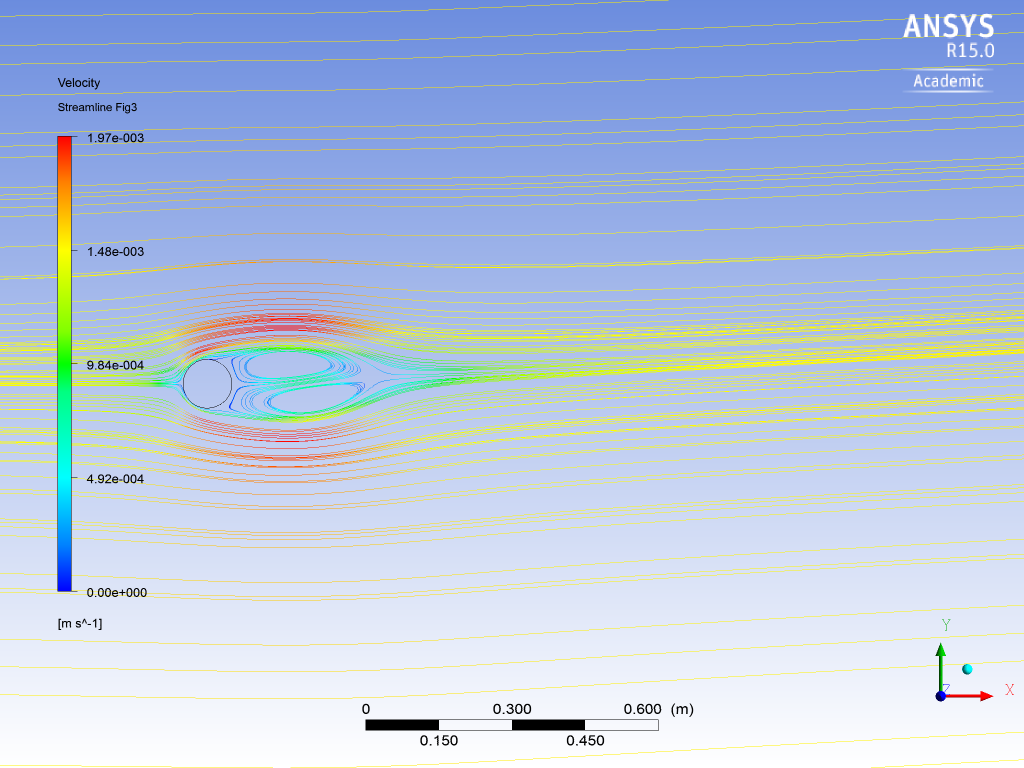 ANSYS
R15.0
Academic
Velocity
Streamline Fig3
1.97e-003
1.48e-003
9.84e-004
4.92e-004
0.00e+000
[m s^-1]
Y
Z
X
0 0.300 0.600 (m)
0.150 0.450